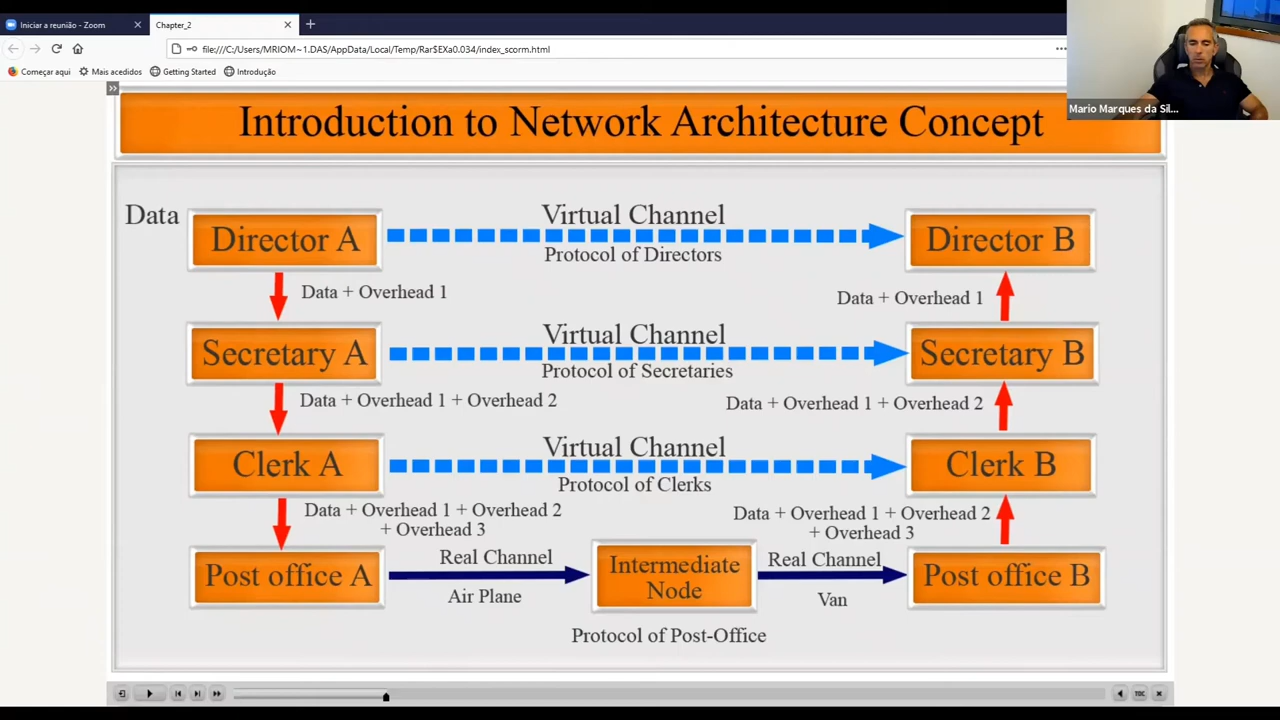 Iniciar a reunião - Zoom
Chapter_2
file:///C:/Users/MRIOM~1.DAS/AppData/Local/Temp/Rar$EXa0.034/index_scorm.html
Começar aqui
Mais acedidos
Getting Started
Introdução
Mario Marques da Sil...
Introduction to Network Architecture Concept
Data
Director A
Virtual Channel
Protocol of Directors
Director B
Data + Overhead 1
Data + Overhead 1
Secretary A
Virtual Channel
Protocol of Secretaries
Secretary B
Data + Overhead 1 + Overhead 2
Data + Overhead 1 + Overhead 2
Clerk A
Virtual Channel
Protocol of Clerks
Clerk B
Data + Overhead 1 + Overhead 2
+ Overhead 3
Data + Overhead 1 + Overhead 2
+ Overhead 3
Post office A
Real Channel
Air Plane
Intermediate
Node
Real Channel
Van
Post office B
Protocol of Post-Office
TOC